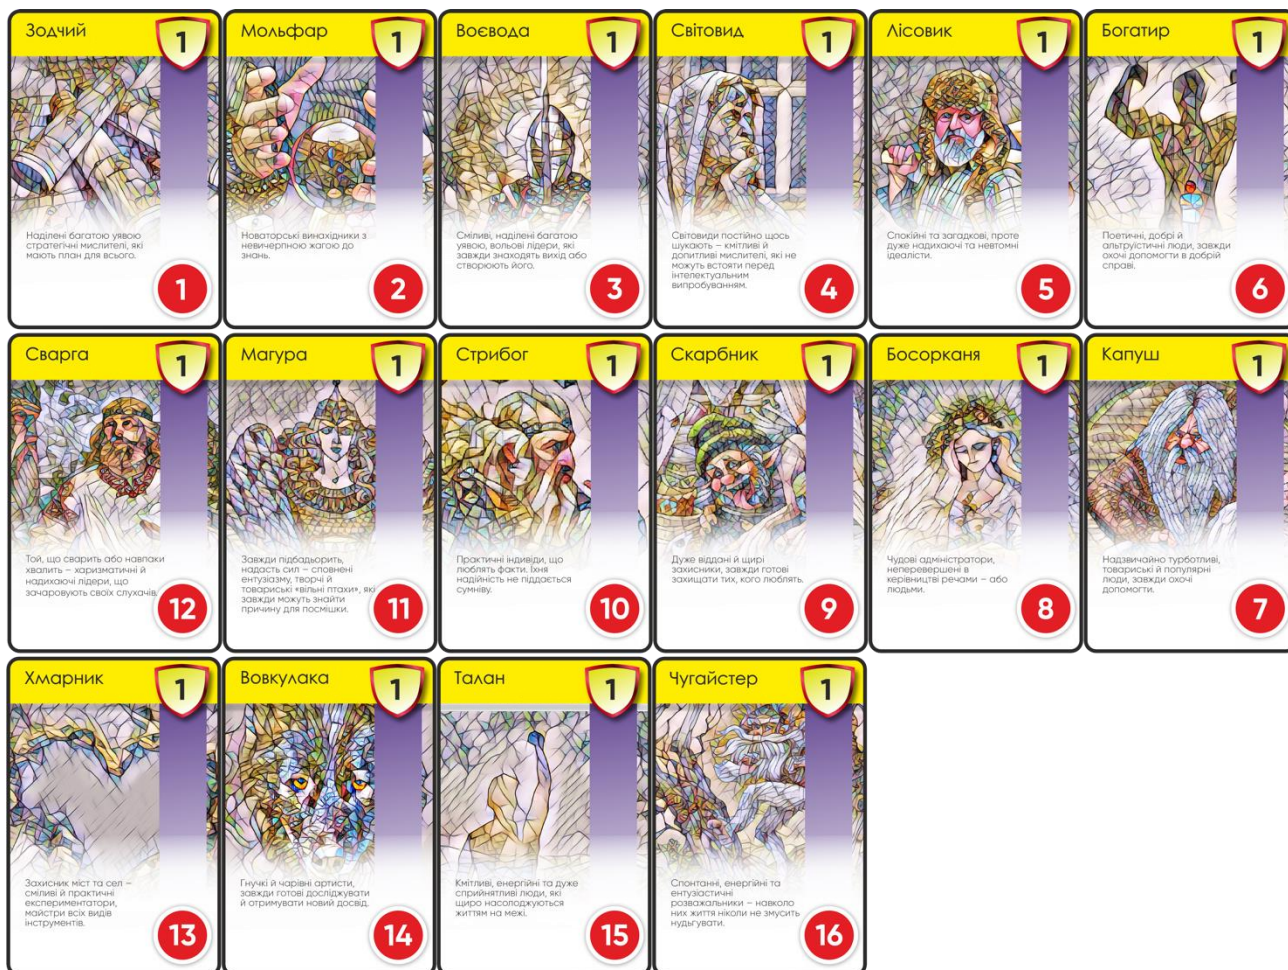 Зодчий
1
Наділені багатою уявою
стратегічні мислителі, які
мають план для всього.
1
Мольфар
1
Новаторські винахідники з
невичерпною жагою до
знань.
2
Воєвода
1
Сміливі, наділені багатою
уявою, вольові лідери, які
завжди знаходять вихід або
створюють його.
3
Світовид
1
Світовиди постійно щось
шукають – кмітливі й
допитливі мислителі, які не
можуть встояти перед
інтелектуальним
випробуванням.
4
Лісовик
1
Спокійні та загадкові, проте
дуже надихаючі та невтомні
ідеалісти.
5
Богатир
1
Поетичні, добрі й
альтруїстичні люди, завжди
охочі допомогти в добрій
справі.
6
Сварга
1
Той, що сварить або навпаки
хвалить – харизматичні й
надихаючі лідери, що
зачаровують своїх слухачів.
12
Магура
1
Завжди підбадьорить,
надасть сил – сповнені
ентузіазму, творчі й
товариські «вільні птахи», які
завжди можуть знайти
причину для посмішки.
11
Стрибог
1
Практичні індивіди, що
люблять факти. Їхня
надійність не піддається
сумніву.
10
Скарбник
1
Дуже віддані й щирі
захисники, завжди готові
захищати тих, кого люблять.
9
Босорканя
1
Чудові адміністратори,
неперевершені в
керівництві речами – або
людьми.
8
Капуш
1
Надзвичайно турботливі,
товариські й популярні
люди, завжди охочі
допомогти.
7
Хмарник
1
Захисник міст та сел –
сміливі й практичні
експериментатори,
майстри всіх видів
інструментів.
13
Вовкулака
1
Гнучкі й чарівні артисти,
завжди готові досліджувати
й отримувати новий досвід.
14
Талан
1
Кмітливі, енергійні та дуже
сприйнятливі люди, які
щиро насолоджуються
життям на межі.
15
Чугайстер
1
Спонтанні, енергійні та
ентузіастичні
розважальники – навколо
них життя ніколи не змусить
нудьгувати.
16